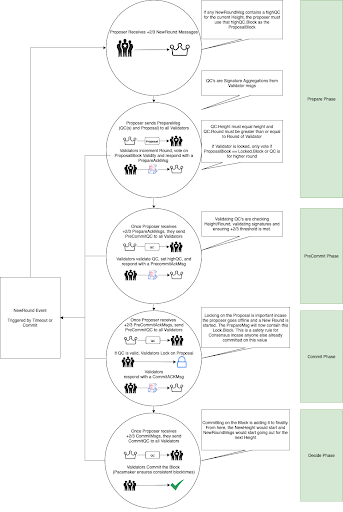 Proposer Receives +2/3 NewRound Messages
If any NewRoundMsg contains a highQC
for the current Height, the proposer must
use that highQC.Block as the
ProposalBlock
Prepare Phase
QC's are Signature Aggregations from
Validator msgs
Proposer sends PrepareMsg
(QC(s) and Proposal) to all Validators
Proposal
Validators increment Round, vote on
ProposalBlock Validity and respond with a
PrepareAckMsg
QC.Height must equal height and
QC.Round must be greater than or equal
to Round of Validator
If Validator is locked, only vote if
ProposalBlock == Locked.Block or QC is
for higher round
Once Proposer receives
+2/3 PrepareAckMsgs, they send
PreCommitQC to all Validators
QC
Validators validate QC, set highQC, and
respond with a PreCommitAckMsg
Validating QC's are checking
Height/Round, validating signatures and
ensuring +2/3 threshold is met.
PreCommit Phase
NewRound Event
Triggered by Timeout or
Commit
Once Proposer receives
+2/3 PreCommitAckMsgs, send
PreCommitQC to all Validators
QC
If QC is valid, Validators Lock on Proposal
Validators
respond with a CommitACKMsg
Locking on the Proposal is important incase
the proposer goes offline and a New Round is
started. The PrepareMsg will now contain this
Lock.Block. This is a safety rule for
Consensus incase anyone else already
committed on this value
Commit Phase
Once Proposer receives
+2/3 CommitMsgs, they send
CommitQC to all Validators
QC
Validators Commit the Block
(Pacemaker ensures consistent blocktimes)
Committing on the Block is adding it to finality
From here, the NewHeight would start and
NewRoundMsgs would start going out for the
next Height
Decide Phase